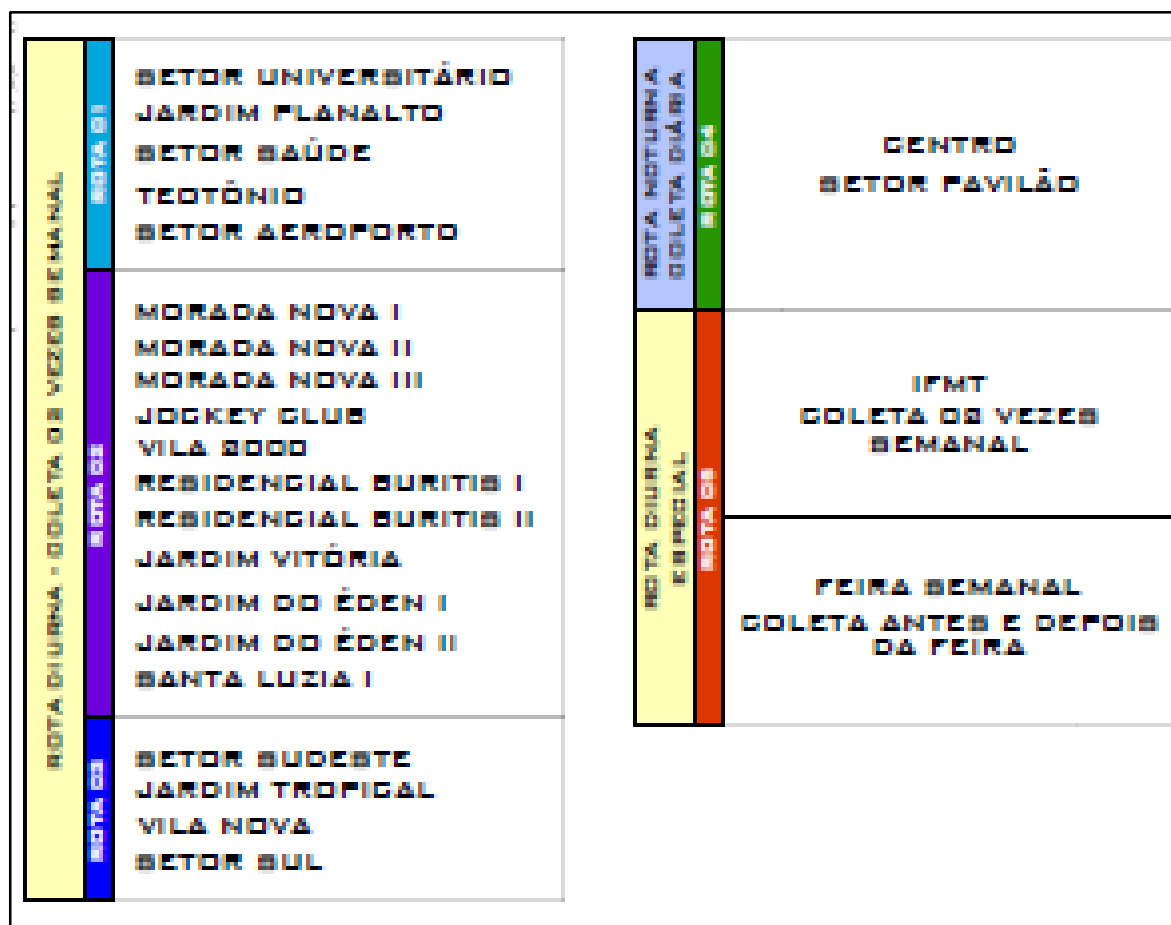 ROTA DIURNA - COLETA 03 VEZES SEMANAL
ROTA 01
SETOR UNIVERSITÁRIO
JARDIM PLANALTO
SETOR SAÚDE
TEOTÔNIO
SETOR AEROPORTO
ROTA 02
MORADA NOVA I
MORADA NOVA II
MORADA NOVA III
JOCKEY CLUB
VILA 2000
RESIDENCIAL BURITIS I
RESIDENCIAL BURITIS II
JARDIM VITÓRIA
JARDIM DO ÉDEN I
JARDIM DO ÉDEN II
SANTA LUZIA I
ROTA 03
SETOR SUDESTE
JARDIM TROPICAL
VILA NOVA
SETOR SUL
ROTA NOTURNA
COLETA DIÁRIA
ROTA 04
CENTRO
SETOR PAVILÃO
ROTA DIURNA
ESPECIAL
ROTA
IFMT
COLETA 02 VEZES
SEMANAL
FEIRA SEMANAL
COLETA ANTES E DEPOIS
DA FEIRA